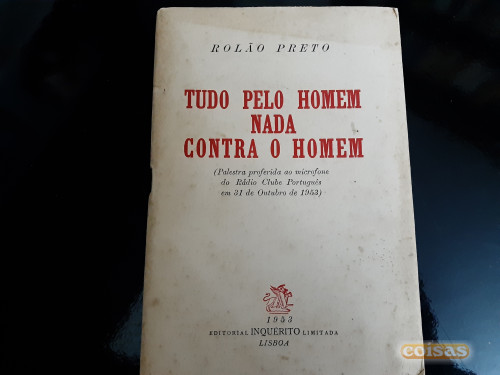 ROLÃO PRETO
TUDO PELO HOMEM
NADA
CONTRA O HOMEM
(Palestra proferida ao microfone
do Rádio Clube Português
em 31 de Outubro de 1953)
1953
EDITORIAL INQUÉRITO LIMITADA
LISBOA
coisas